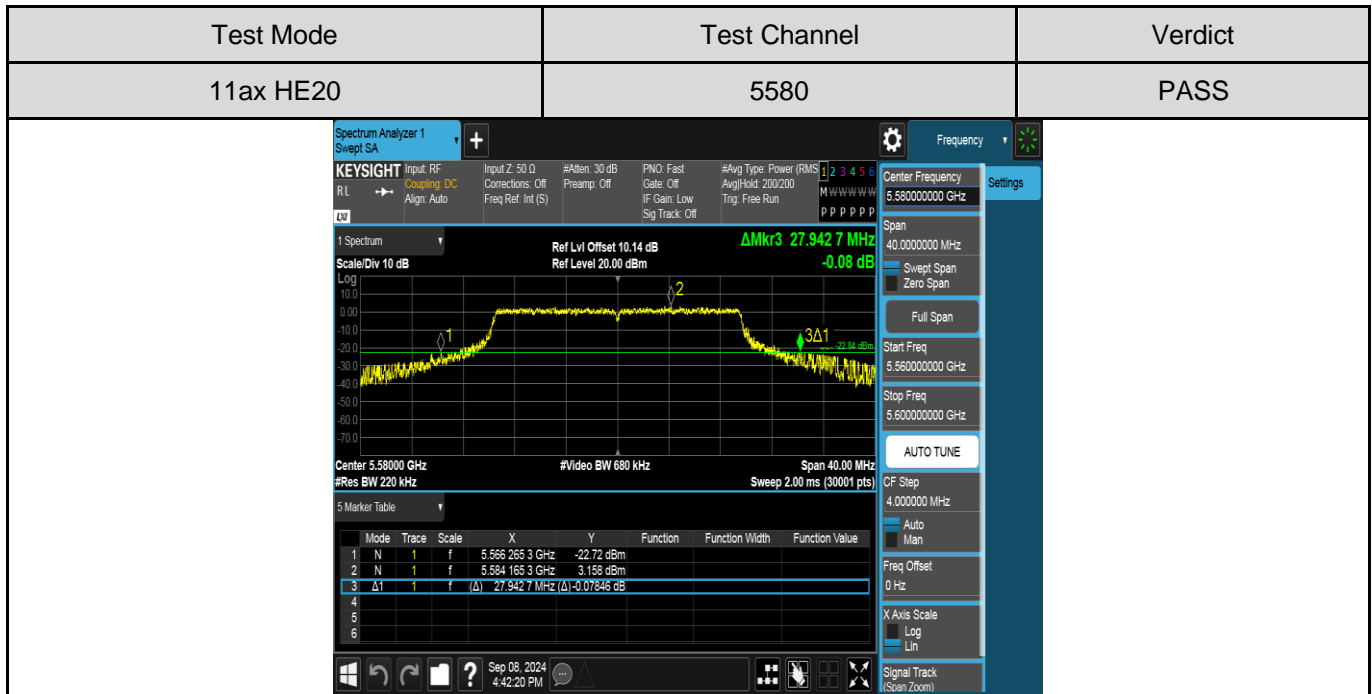 Test Mode Test Channel Verdict
11ax HE20 5580 PASS
Spectrum Analyzer 1
Swept SA
+
Frequency
KEYSIGHT Input: RF Input Z: 50 Ω #Atten: 30 dB PNO: Fast #Avg Type: Power (RMS 1 2 3 4 5 6
RL Coupling: DC Corrections: Off Preamp: Off Gate: Off Avg|Hold: 200/200 M W W W W W
Align: Auto Freq Ref: Int (S) IF Gain: Low Trig: Free Run
LXI Sig Track: Off P P P P P P
Center Frequency
5.580000000 GHz
Settings
1 Spectrum Ref Lvl Offset 10.14 dB ΔMkr3 27.942 7 MHz
Scale/Div 10 dB Ref Level 20.00 dBm -0.08 dB
Log
10.0
0.00
-10.0
-20.0
-30.0
-40.0
-50.0
-60.0
-70.0
1
2
3Δ1
-22.84 dBm
Center 5.58000 GHz #Video BW 680 kHz Span 40.00 MHz
#Res BW 220 kHz Sweep 2.00 ms (30001 pts)
5 Marker Table
Mode Trace Scale X Y Function Function Width Function Value
1 N 1 f 5.566 265 3 GHz -22.72 dBm
2 N 1 f 5.584 165 3 GHz 3.158 dBm
3 Δ1 1 f (Δ) 27.942 7 MHz (Δ) -0.07846 dB
4
5
6
Span
40.0000000 MHz
Swept Span
Zero Span
Full Span
Start Freq
5.560000000 GHz
Stop Freq
5.600000000 GHz
AUTO TUNE
CF Step
4.000000 MHz
Auto
Man
Freq Offset
0 Hz
X Axis Scale
Log
Lin
Signal Track
(Span Zoom)
? Sep 08, 2024
4:42:20 PM